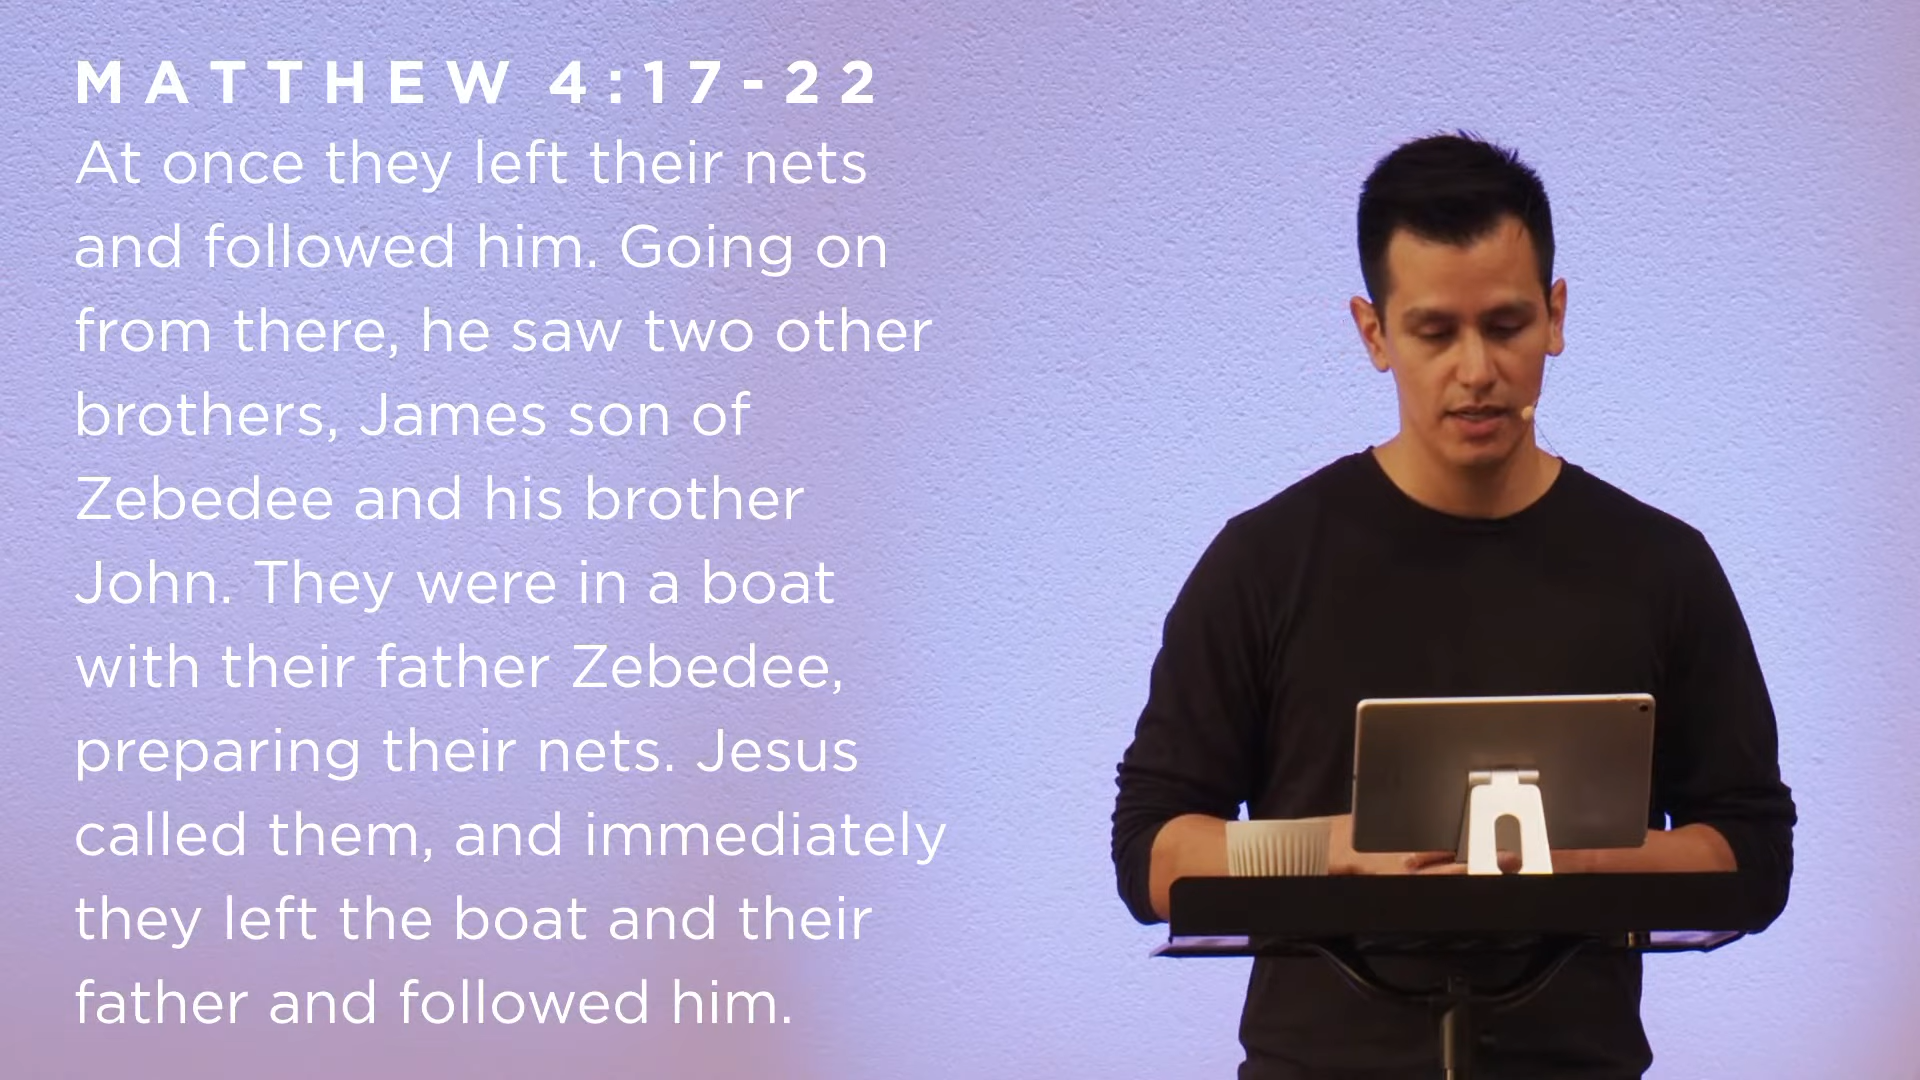 MATTHEW 4:17-22
At once they left their nets
and followed him. Going on
from there, he saw two other
brothers, James son of
Zebedee and his brother
John. They were in a boat
with their father Zebedee,
preparing their nets. Jesus
called them, and immediately
they left the boat and their
father and followed him.